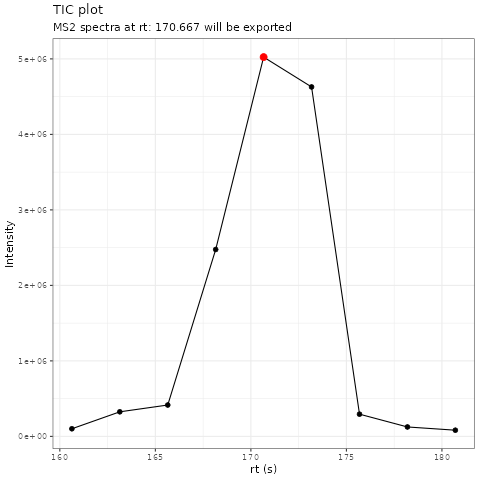 TIC plot
MS2 spectra at rt: 170.667 will be exported
5e+06
4e+06
3e+06
2e+06
1e+06
0e+00
Intensity
160 165 170 175 180
rt (s)